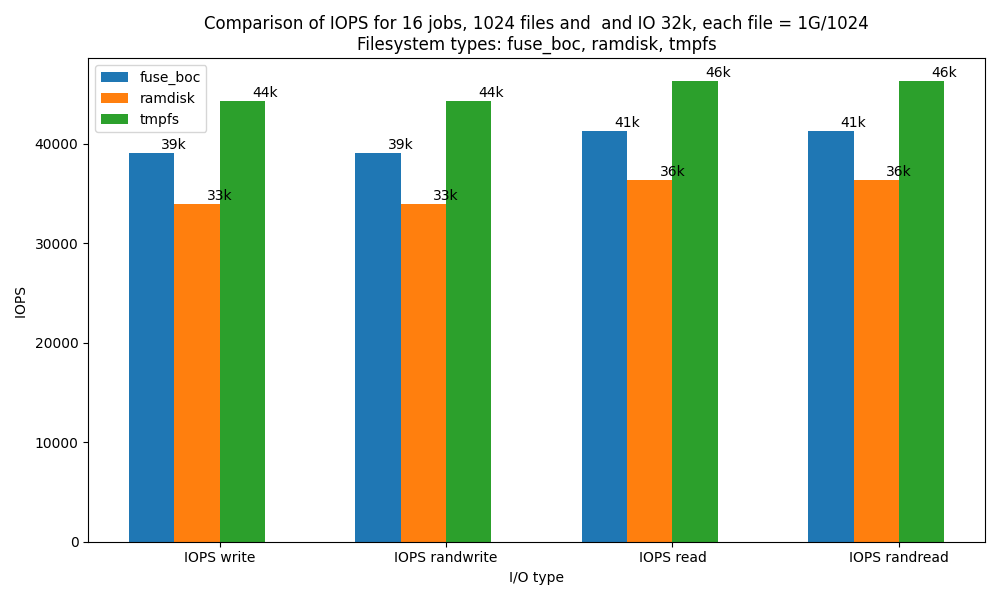 Comparison of IOPS for 16 jobs, 1024 files and  and IO 32k, each file = 1G/1024
Filesystem types: fuse_boc, ramdisk, tmpfs
fuse_boc
ramdisk
tmpfs
39k
33k
44k
39k
33k
44k
41k
36k
46k
41k
36k
46k
IOPS
40000
30000
20000
10000
0
IOPS write
IOPS randwrite
IOPS read
IOPS randread
I/O type